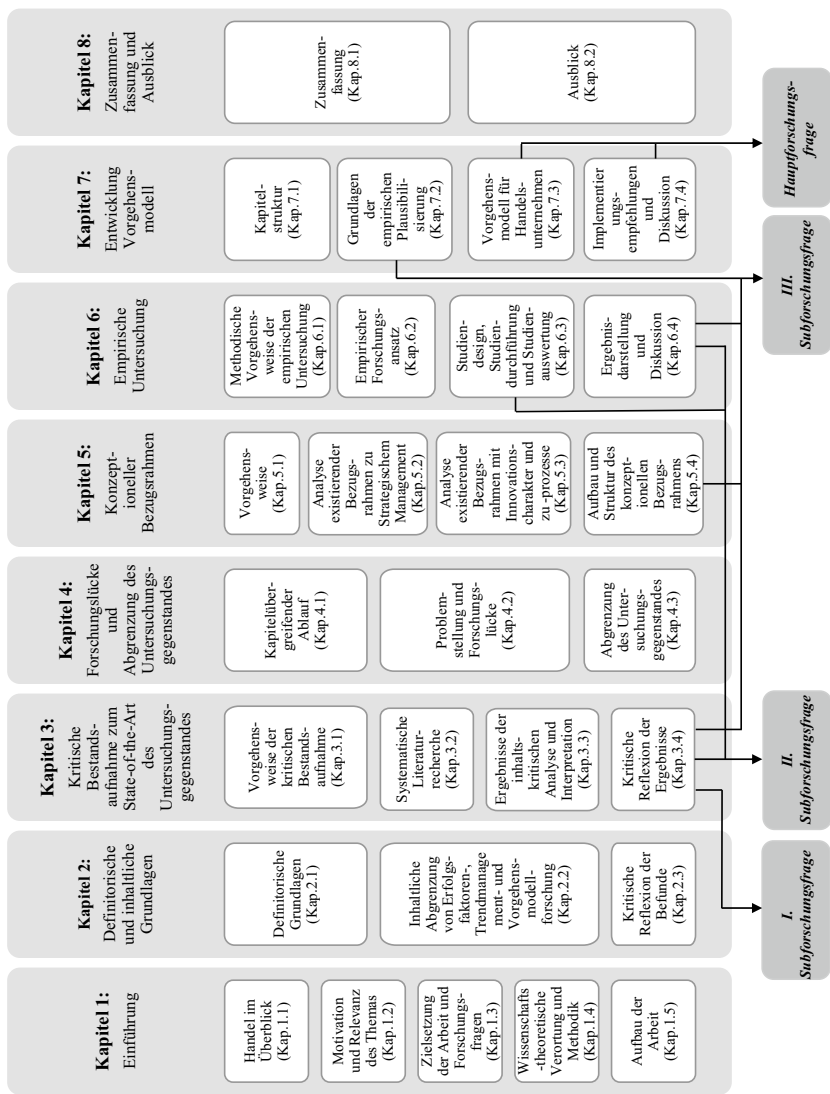 Kapitel 1:
Einführung
Handel im
Überblick
(Kap.1.1)
Motivation
und Relevanz
des Themas
(Kap.1.2)
Zielsetzung
der Arbeit und
Forschungs-
fragen
(Kap.1.3)
Wissenschafts
-theoretische
Verortung und
Methodik
(Kap.1.4)
Aufbau der
Arbeit
(Kap.1.5)
Kapitel 2:
Definitorische
und inhaltliche
Grundlagen
Definitorische
Grundlagen
(Kap.2.1)
Inhaltliche
Abgrenzung
von Erfolgs-
faktoren-,
Trendmanage
ment- und
Vorgehens-
modell-
forschung
(Kap.2.2)
Kritische
Reflexion der
Befunde
(Kap.2.3)
Kapitel 3:
Kritische
Bestands-
aufnahme zum
State-of-the-Art
des
Untersuchungs-
gegenstandes
Vorgehens-
weise der
kritischen
Bestands-
aufnahme
(Kap.3.1)
Systematische
Literatur-
recherche
(Kap.3.2)
Ergebnisse der
inhalts-
kritischen
Analyse und
Interpretation
(Kap.3.3)
Kritische
Reflexion der
Ergebnisse
(Kap.3.4)
Kapitel 4:
Forschungslücke
und
Abgrenzung des
Untersuchungs-
gegenstandes
Kapitelüber-
greifender
Ablauf
(Kap.4.1)
Problem-
stellung und
Forschungs-
lücke
(Kap.4.2)
Abgrenzung
des Unter-
suchungs-
gegenstandes
(Kap.4.3)
Kapitel 5:
Konzept-
ioneller
Bezugsrahmen
Vorgehens-
weise
(Kap.5.1)
Analyse
existierender
Bezugs-
rahmen zu
Strategischem
Management
(Kap.5.2)
Analyse
existierender
Bezugs-
rahmen mit
Innovations-
charakter und
zu -prozesse
(Kap.5.3)
Aufbau und
Struktur des
konzept-
ionellen
Bezugs-
rahmens
(Kap.5.4)
Kapitel 6:
Empirische
Untersuchung
Methodische
Vorgehens-
weise der
empirischen
Untersuchung
(Kap.6.1)
Empirischer
Forschungs-
ansatz
(Kap.6.2)
Studien-
design,
Studien-
durchführung
und Studien-
auswertung
(Kap.6.3)
Ergebnis-
darstellung
und
Diskussion
(Kap.6.4)
Kapitel 7:
Entwicklung
Vorgehens-
modell
Kapitel-
struktur
(Kap.7.1)
Grundlagen
der
empirischen
Plausibili-
sierung
(Kap.7.2)
Vorgehens-
modell für
Handels-
unternehmen
(Kap.7.3)
Implementier
ungs-
empfehlungen
und
Diskussion
(Kap.7.4)
Kapitel 8:
Zusammen-
fassung und
Ausblick
Zusammen-
fassung
(Kap.8.1)
Ausblick
(Kap.8.2)
I.
Subforschungsfrage
II.
Subforschungsfrage
III.
Subforschungsfrage
Hauptforschungs-
frage